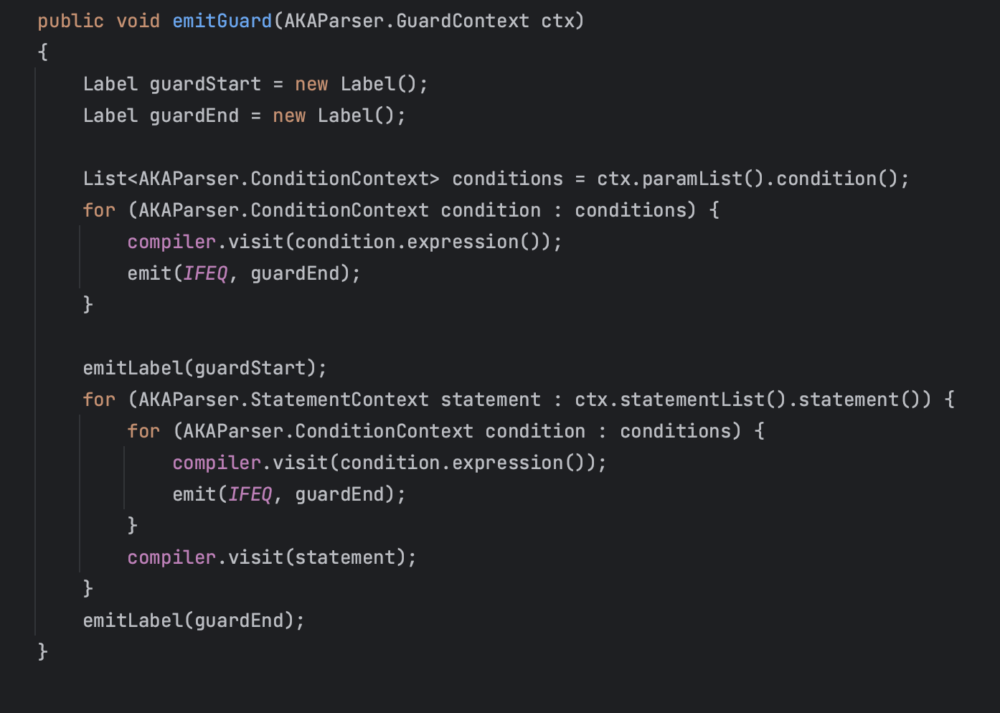 public void emitGuard(AKAParser.GuardContext ctx)
{
    Label guardStart = new Label();
    Label guardEnd = new Label();

    List<AKAParser.ConditionContext> conditions = ctx.paramList().condition();
    for (AKAParser.ConditionContext condition : conditions) {
        compiler.visit(condition.expression());
        emit(IFEQ, guardEnd);
    }

    emitLabel(guardStart);
    for (AKAParser.StatementContext statement : ctx.statementList().statement()) {
        for (AKAParser.ConditionContext condition : conditions) {
            compiler.visit(condition.expression());
            emit(IFEQ, guardEnd);
        }
        compiler.visit(statement);
    }
    emitLabel(guardEnd);
}